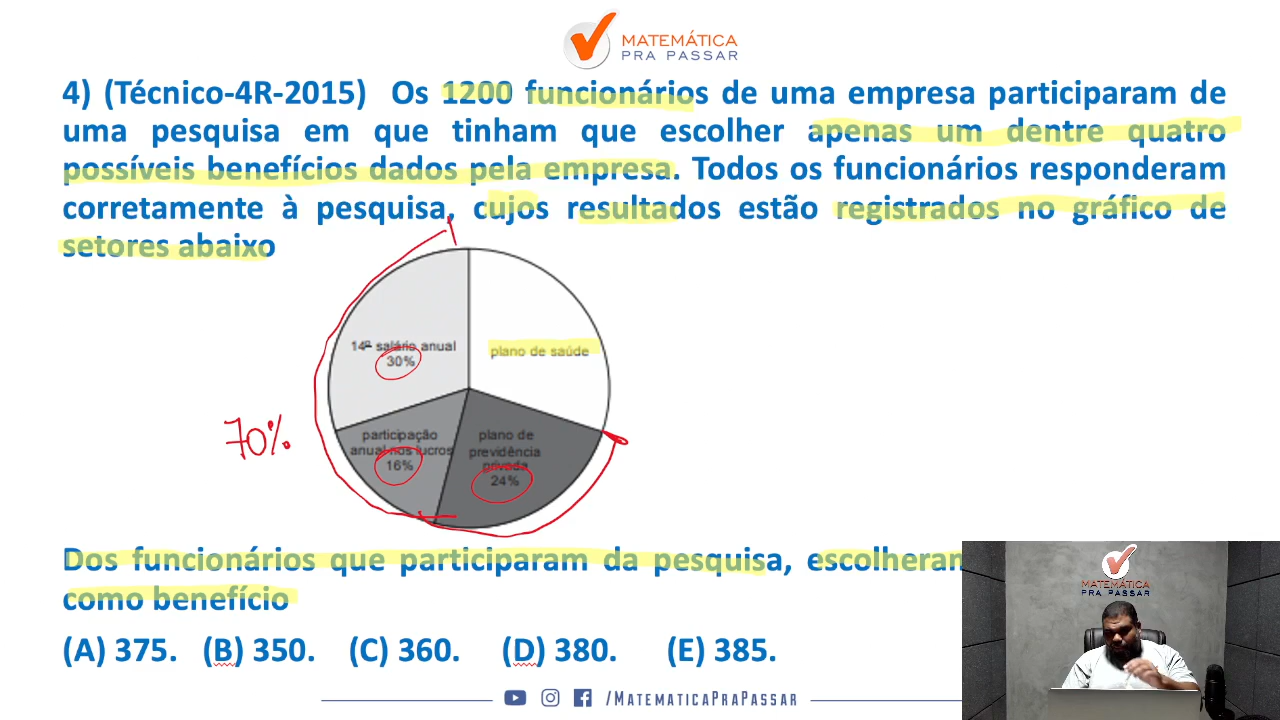 MATEMÁTICA
PRA PASSAR
4) (Técnico-4R-2015) Os 1200 funcionários de uma empresa participaram de
uma pesquisa em que tinham que escolher apenas um dentre quatro
possíveis benefícios dados pela empresa. Todos os funcionários responderam
corretamente à pesquisa, cujos resultados estão registrados no gráfico de
setores abaixo
14º salário anual
30%
plano de saúde
70%
participação
anual nos lucros
16%
plano de
previdência
privada
24%
Dos funcionários que participaram da pesquisa, escolheram
como benefício
(A) 375. (B) 350. (C) 360. (D) 380. (E) 385.
MATEMÁTICA
PRA PASSAR
/MATEMATICAPRAPASSAR